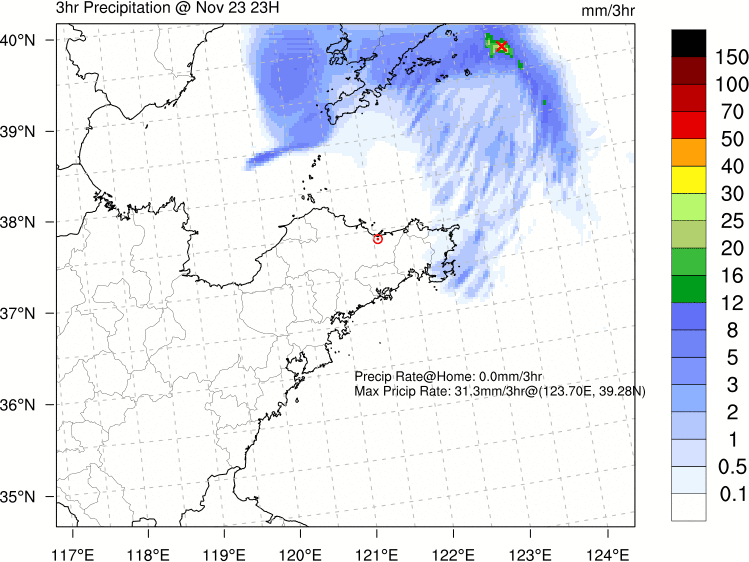 3hr Precipitation @ Nov 23 23H
mm/3hr
40°N
39°N
38°N
37°N
36°N
35°N
117°E 118°E 119°E 120°E 121°E 122°E 123°E 124°E
Precip Rate@Home: 0.0mm/3hr
Max Pricip Rate: 31.3mm/3hr@(123.70E, 39.28N)
150
100
70
50
40
30
25
20
16
12
8
5
3
2
1
0.5
0.1